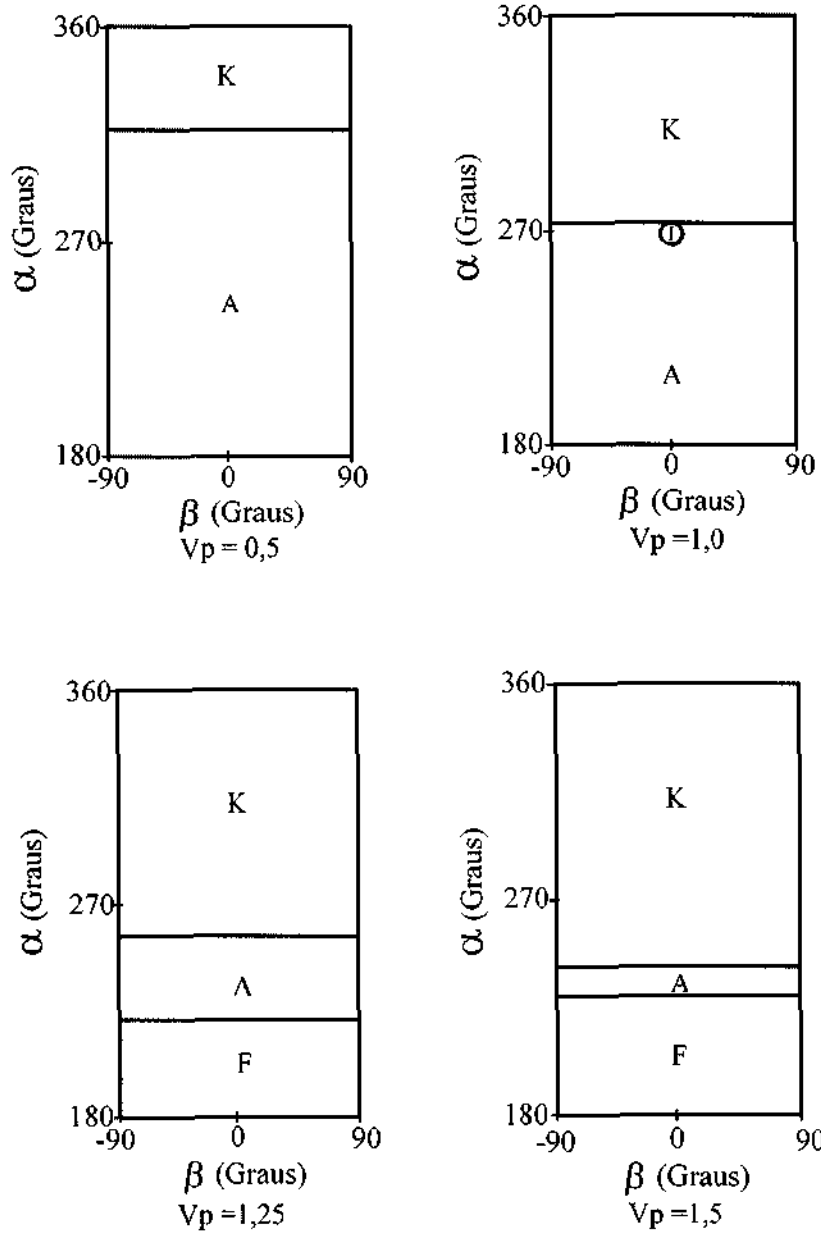 360
K
α (Graus)
270
A
180
-90 0 90
β (Graus)
Vp = 0,5
360
K
α (Graus)
270
I
A
180
-90 0 90
β (Graus)
Vp =1,0
360
K
α (Graus)
270
A
F
180
-90 0 90
β (Graus)
Vp =1,25
360
K
α (Graus)
270
A
F
180
-90 0 90
β (Graus)
Vp =1,5